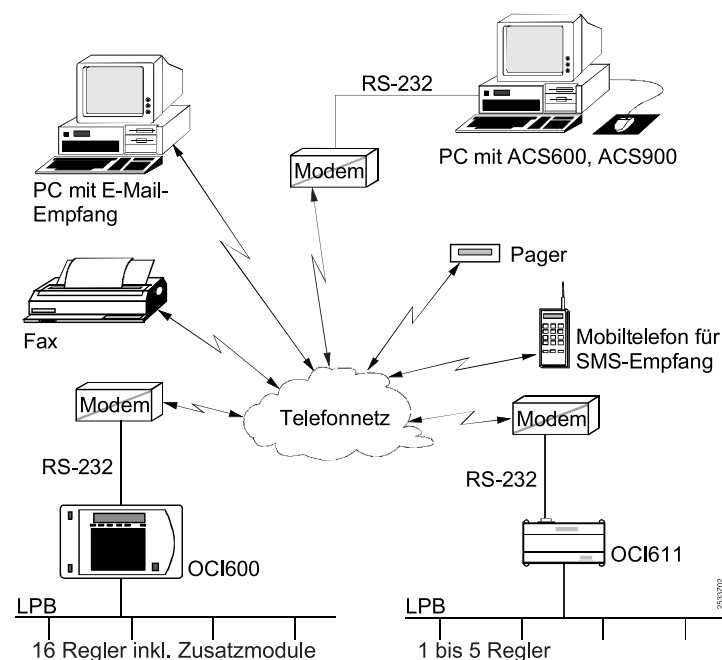 RS-232
PC mit ACS600, ACS900
Modem
PC mit E-Mail-
Empfang
Pager
Fax
Mobiltelefon für
SMS-Empfang
Modem
Telefonnetz
Modem
RS-232
RS-232
OCI600
OCI611
LPB
LPB
16 Regler inkl. Zusatzmodule
1 bis 5 Regler
2533Z02